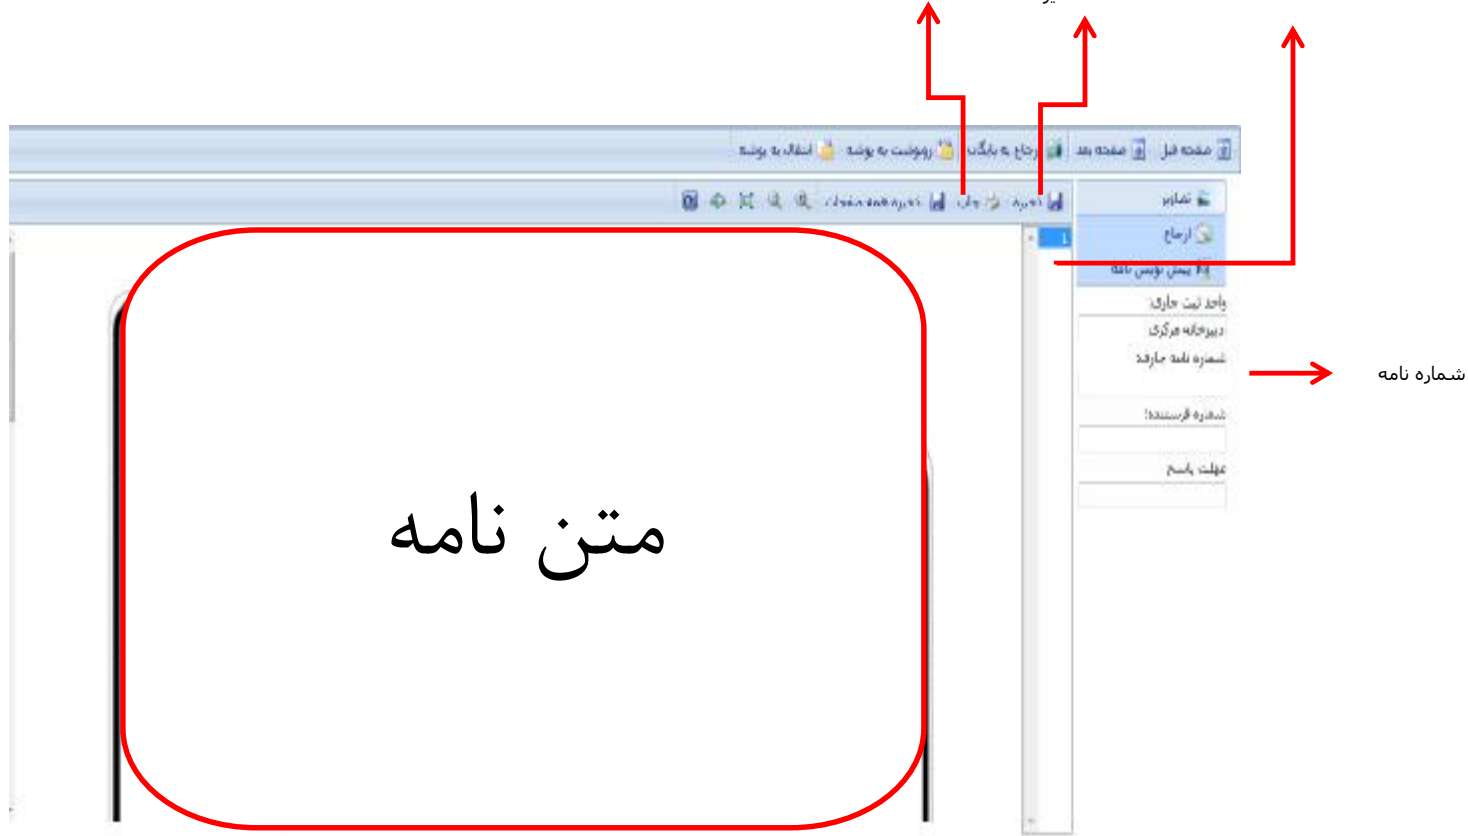 صفحه قبل صفحه بعد ارجاع به بایگانی رونوشت به پوشه انتقال به پوشه
تصاویر
ذخیره چاپ ذخیره همه صفحات
ارجاع
1
پیش نویس نامه
واحد ثبت جاری:
دبیرخانه مرکزی
شماره نامه جارفد
شماره نامه
شماره فرستنده:
مهلت پاسخ
متن نامه